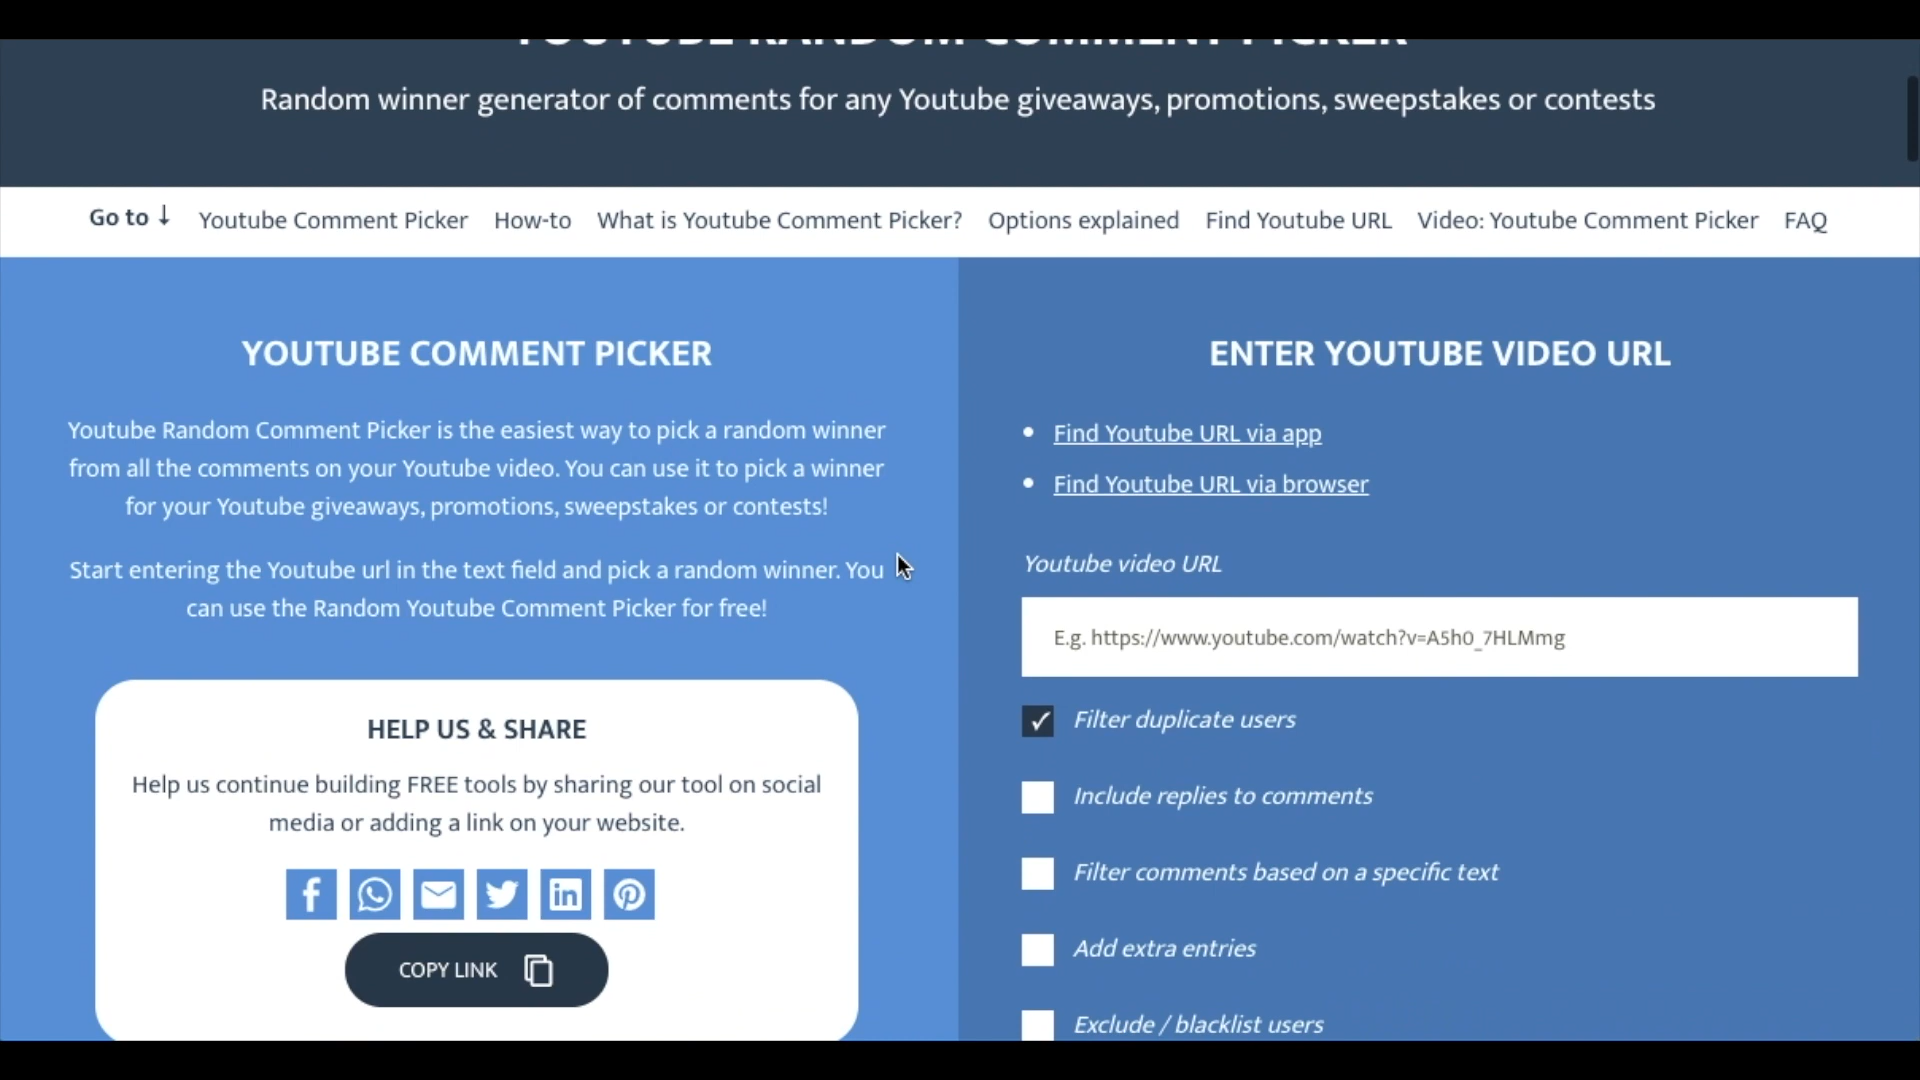 YOUTUBE RANDOM COMMENT PICKER
Random winner generator of comments for any Youtube giveaways, promotions, sweepstakes or contests
Go to ↓ Youtube Comment Picker How-to What is Youtube Comment Picker? Options explained Find Youtube URL Video: Youtube Comment Picker FAQ
YOUTUBE COMMENT PICKER
Youtube Random Comment Picker is the easiest way to pick a random winner
from all the comments on your Youtube video. You can use it to pick a winner
for your Youtube giveaways, promotions, sweepstakes or contests!
Start entering the Youtube url in the text field and pick a random winner. You
can use the Random Youtube Comment Picker for free!
HELP US & SHARE
Help us continue building FREE tools by sharing our tool on social
media or adding a link on your website.
COPY LINK
ENTER YOUTUBE VIDEO URL
• Find Youtube URL via app
• Find Youtube URL via browser
Youtube video URL
E.g. https://www.youtube.com/watch?v=A5h0_7HLMmg
Filter duplicate users
Include replies to comments
Filter comments based on a specific text
Add extra entries
Exclude / blacklist users